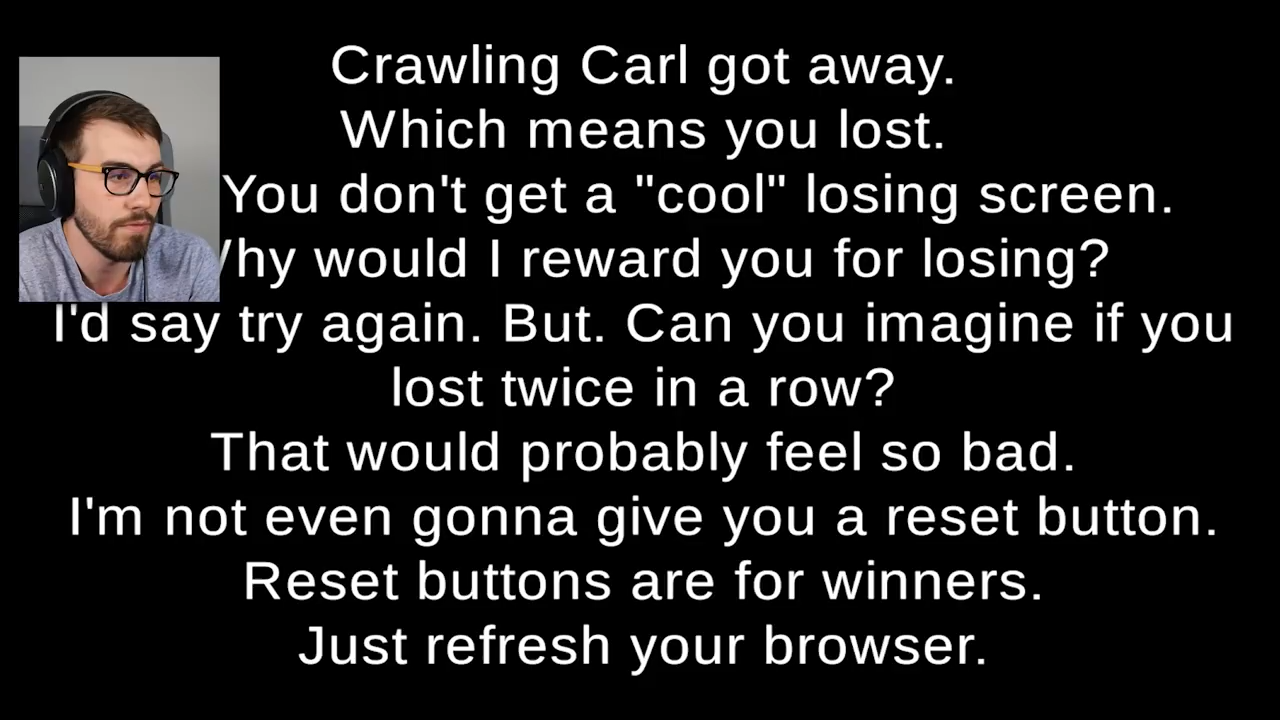 Crawling Carl got away.
Which means you lost.
You don't get a "cool" losing screen.
would I reward you for losing?
I'd say try again. But. Can you imagine if you
lost twice in a row?
That would probably feel so bad.
I'm not even gonna give you a reset button.
Reset buttons are for winners.
Just refresh your browser.